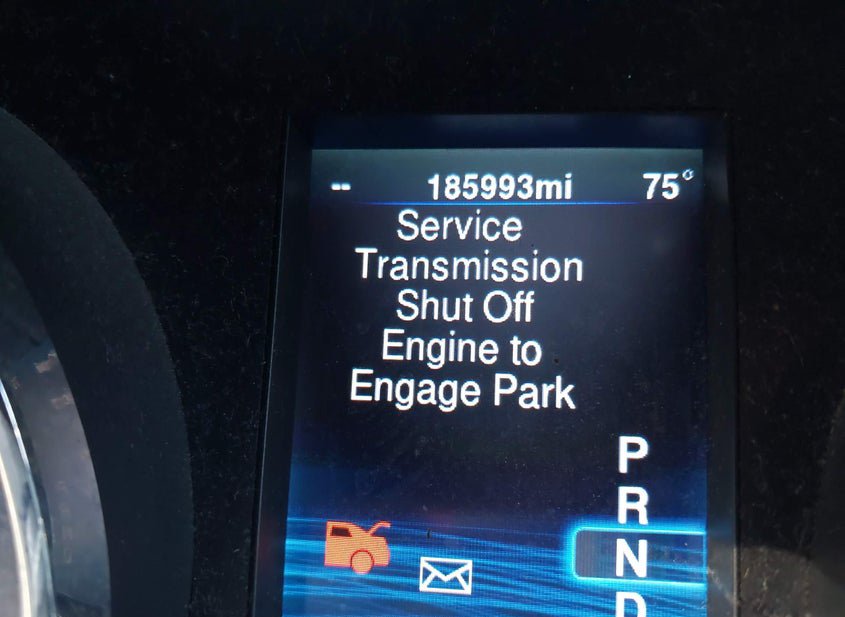 -- 185993mi 75°
Service
Transmission
Shut Off
Engine to
Engage Park
P
R
N
D